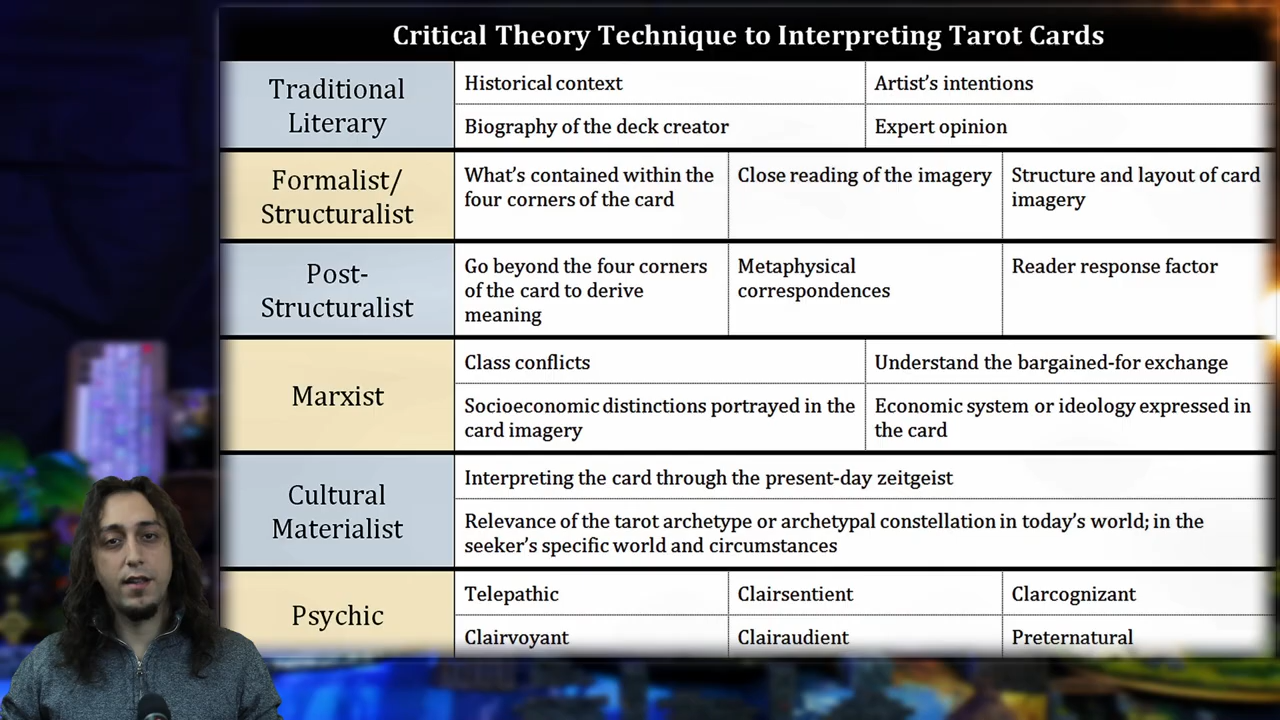 Critical Theory Technique to Interpreting Tarot Cards
Traditional
Literary
Historical context
Artist’s intentions
Biography of the deck creator
Expert opinion
Formalist/
Structuralist
What’s contained within the
four corners of the card
Close reading of the imagery
Structure and layout of card
imagery
Post-
Structuralist
Go beyond the four corners
of the card to derive
meaning
Metaphysical
correspondences
Reader response factor
Marxist
Class conflicts
Understand the bargained-for exchange
Socioeconomic distinctions portrayed in the
card imagery
Economic system or ideology expressed in
the card
Cultural
Materialist
Interpreting the card through the present-day zeitgeist
Relevance of the tarot archetype or archetypal constellation in today’s world; in the
seeker’s specific world and circumstances
Psychic
Telepathic
Clairsentient
Clarcognizant
Clairvoyant
Clairaudient
Preternatural